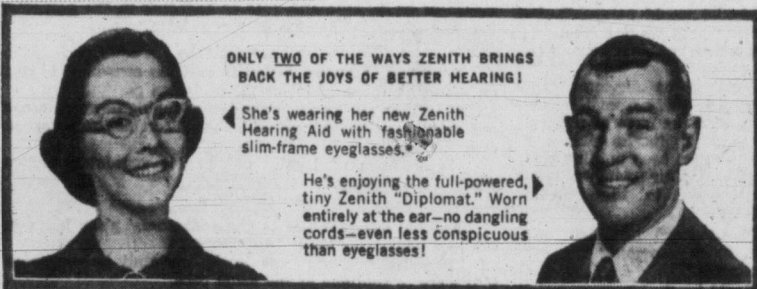 ONLY TWO OF THE WAYS ZENITH BRINGS
BACK THE JOYS OF BETTER HEARING!
She's wearing her new Zenith
Hearing Aid with fashionable
slim-frame eyeglasses.*
He's enjoying the full-powered,
tiny Zenith "Diplomat." Worn
entirely at the ear—no dangling
cords—even less conspicuous
than eyeglasses!